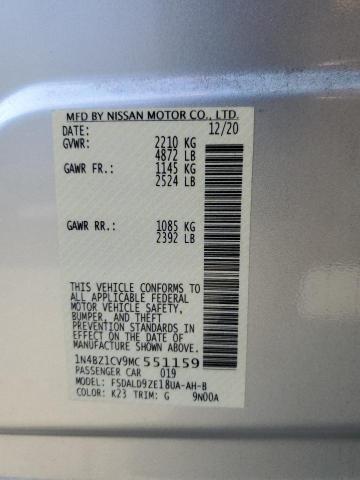 MFD BY NISSAN MOTOR CO., LTD.
DATE: 12/20
GVWR: 2210 KG
4872 LB
GAWR FR.: 1145 KG
2524 LB
GAWR RR.: 1085 KG
2392 LB
THIS VEHICLE CONFORMS TO
ALL APPLICABLE FEDERAL
MOTOR VEHICLE SAFETY,
BUMPER, AND THEFT
PREVENTION STANDARDS
IN EFFECT ON THE DATE OF
MANUFACTURE SHOWN ABOVE.
1N4BZ1CV9MC551159
PASSENGER CAR 019
MODEL: FSDALD9ZE18UA-AH-B
COLOR: K23 TRIM: G 9N00A